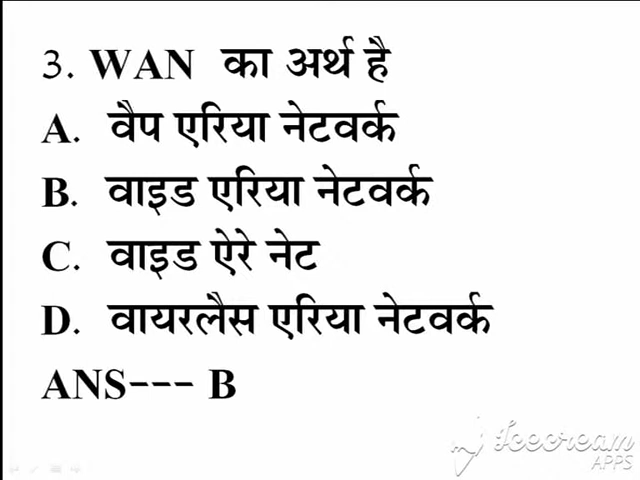 3. WAN का अर्थ है
A. वैप एरिया नेटवर्क
B. वाइड एरिया नेटवर्क
C. वाइड ऐरे नेट
D. वायरलैस एरिया नेटवर्क
ANS--- B
Icecream
APPS